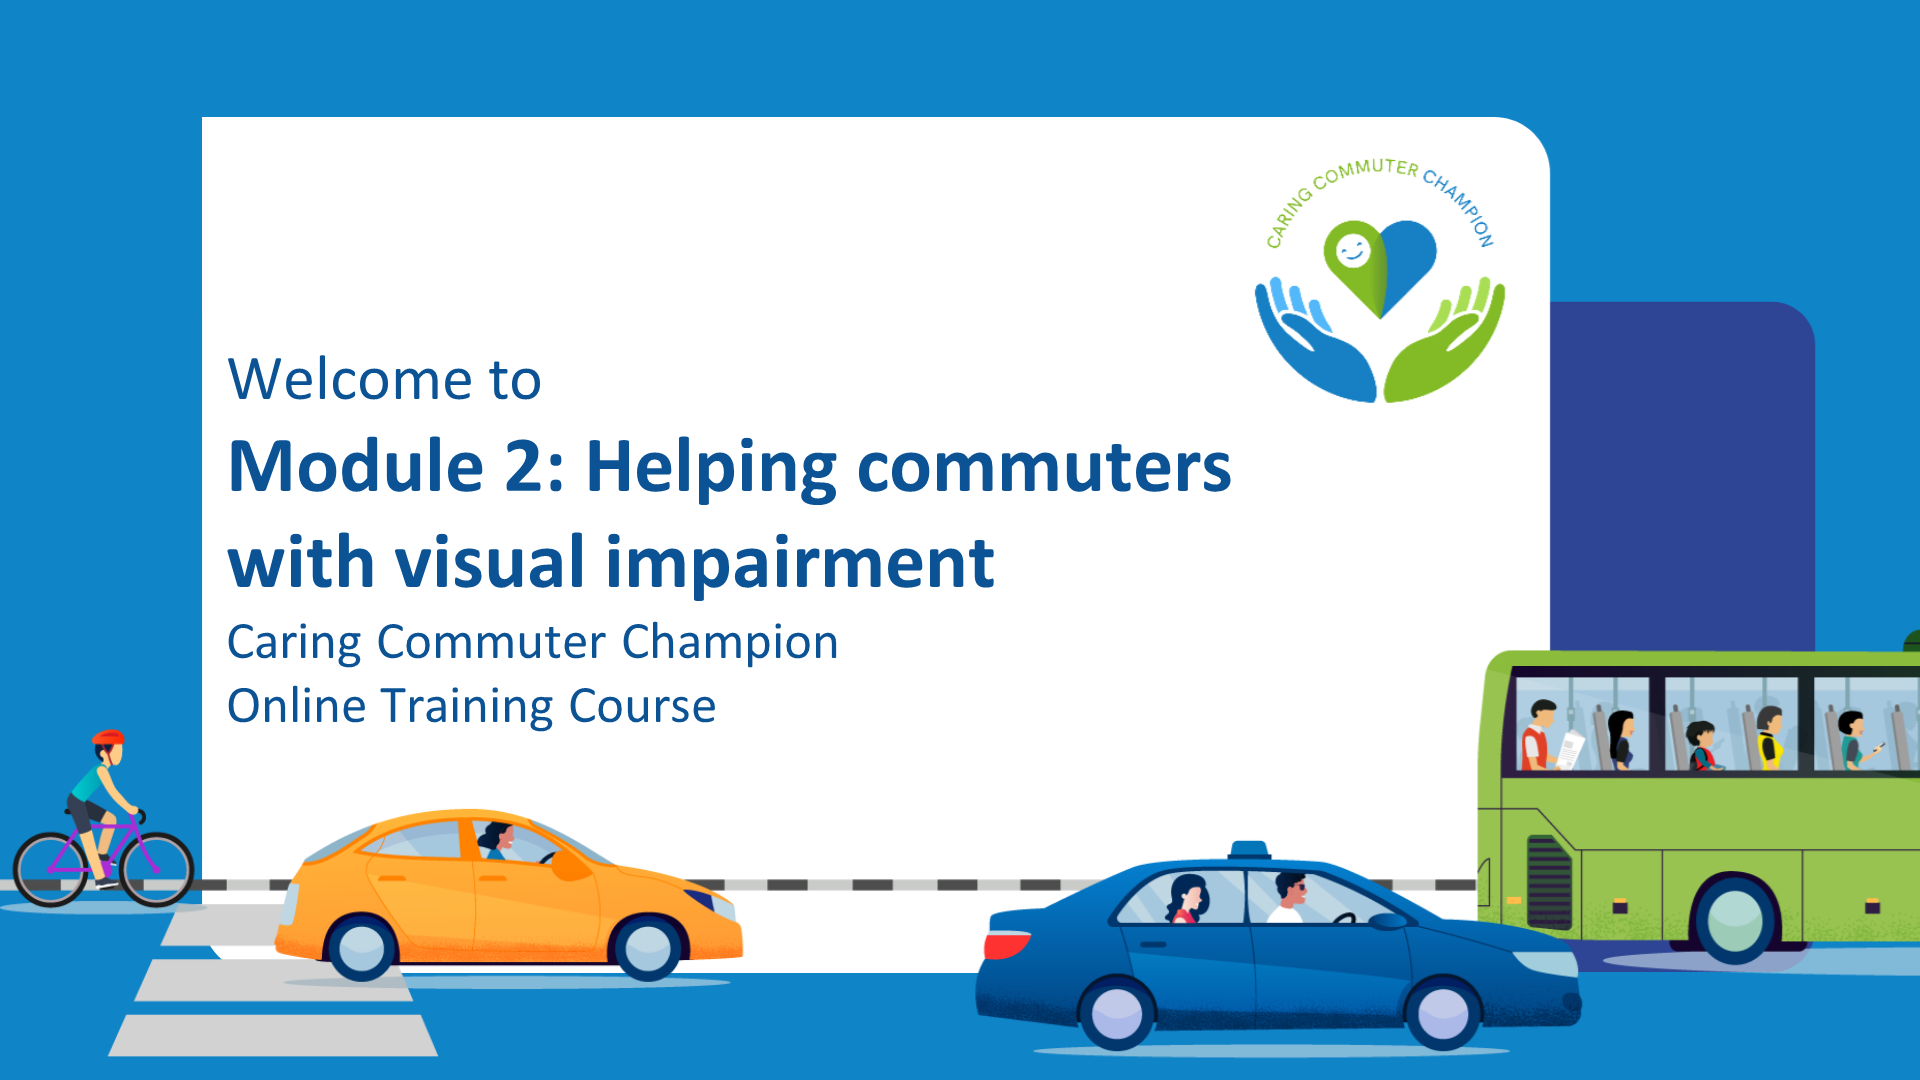 CARING COMMUTER CHAMPION
Welcome to
Module 2: Helping commuters
with visual impairment
Caring Commuter Champion
Online Training Course